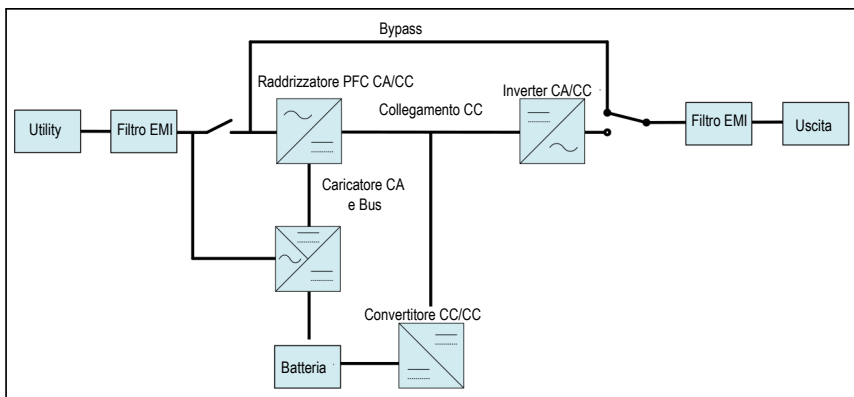 Bypass
Raddrizzatore PFC CA/CC
Inverter CA/CC
Collegamento CC
Utility
Filtro EMI
Filtro EMI
Uscita
Caricatore CA
e Bus
Convertitore CC/CC
Batteria